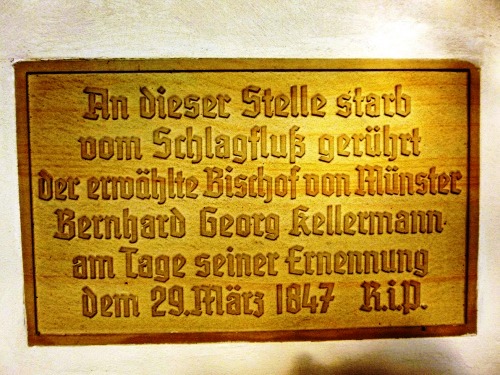 An dieser Stelle starb
vom Schlagfluß gerührt
der erwählte Bischof von Münster
Bernhard Georg Kellermann
am Tage seiner Ernennung
dem 29. März 1847 R.i.P.